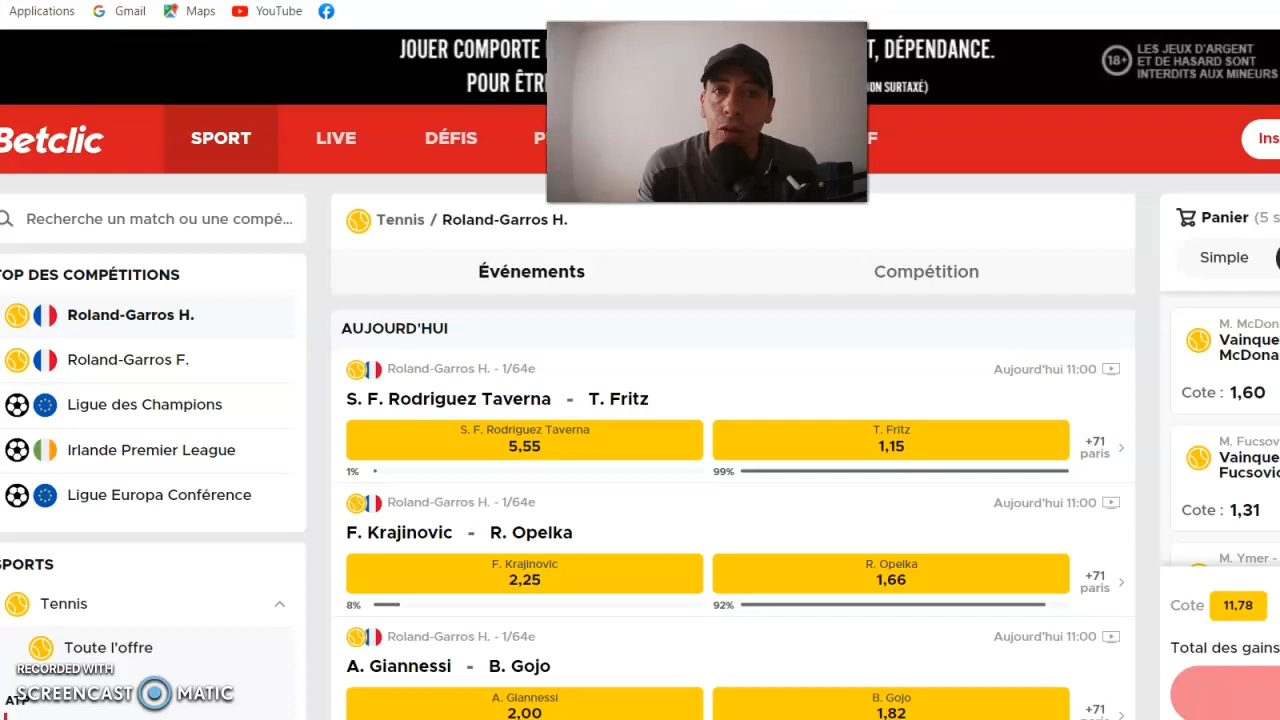 Applications
Gmail
Maps
YouTube
JOUER COMPORTE
T, DÉPENDANCE.
LES JEUX D'ARGENT
ET DE HASARD SONT
INTERDITS AUX MINEURS
18+
POUR ÊTR
ON SURTAXÉ)
Betclic
SPORT
LIVE
DÉFIS
P
F
Ins
Recherche un match ou une compé...
Tennis / Roland-Garros H.
Panier (5 s
Événements
Compétition
Simple
TOP DES COMPÉTITIONS
Roland-Garros H.
Roland-Garros F.
Ligue des Champions
Irlande Premier League
Ligue Europa Conférence
SPORTS
Tennis
Toute l'offre
RECORDED WITH
SCREENCAST MATIC
ATP
AUJOURD'HUI
Roland-Garros H. - 1/64e
Aujourd'hui 11:00
S. F. Rodriguez Taverna - T. Fritz
S. F. Rodriguez Taverna
5,55
T. Fritz
1,15
+71
paris
1%
99%
Roland-Garros H. - 1/64e
Aujourd'hui 11:00
F. Krajinovic - R. Opelka
F. Krajinovic
2,25
R. Opelka
1,66
+71
paris
8%
92%
Roland-Garros H. - 1/64e
Aujourd'hui 11:00
A. Giannessi - B. Gojo
A. Giannessi
2,00
B. Gojo
1,82
+71
paris
M. McDon
Vainque
McDona
Cote : 1,60
M. Fucsov
Vainque
Fucsovic
Cote : 1,31
M. Ymer -
Cote 11,78
Total des gains